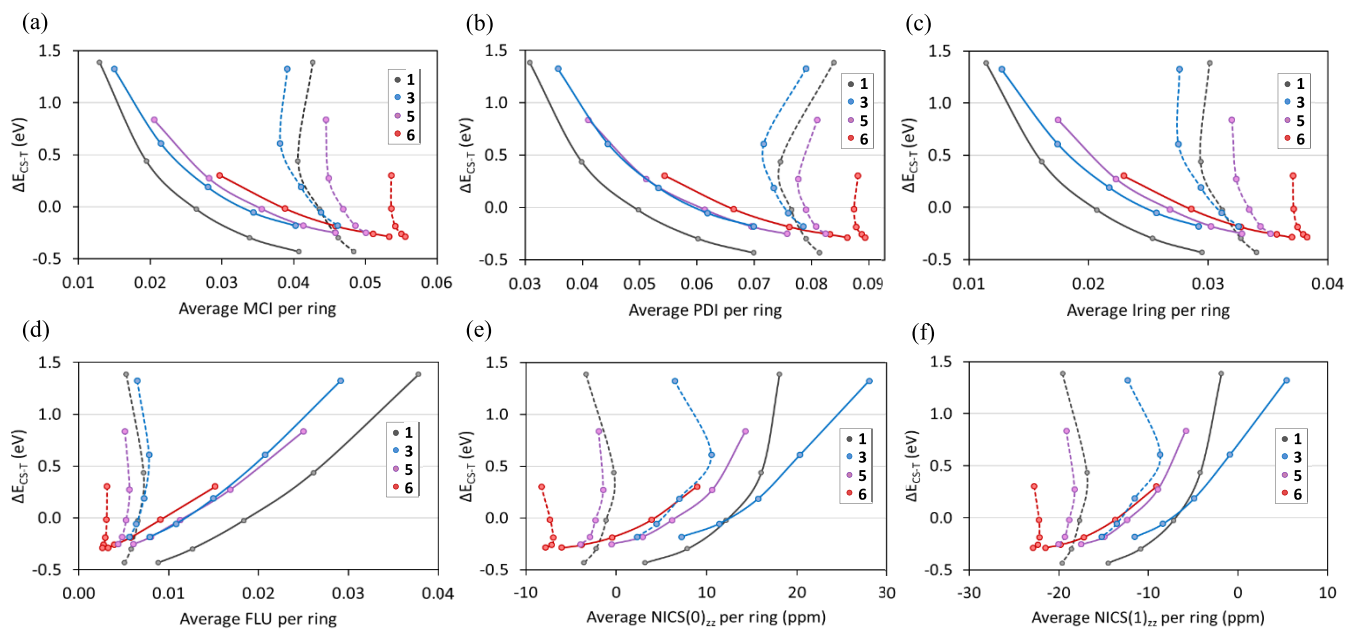 (a)
1.5
1.0
0.5
0.0
-0.5
ΔE_CS-T (eV)
0.01 0.02 0.03 0.04 0.05 0.06
Average MCI per ring
1
3
5
6
(b)
1.5
1.0
0.5
0.0
-0.5
ΔE_CS-T (eV)
0.03 0.04 0.05 0.06 0.07 0.08 0.09
Average PDI per ring
1
3
5
6
(c)
1.5
1.0
0.5
0.0
-0.5
ΔE_CS-T (eV)
0.01 0.02 0.03 0.04
Average Iring per ring
1
3
5
6
(d)
1.5
1.0
0.5
0.0
-0.5
ΔE_CS-T (eV)
0.00 0.01 0.02 0.03 0.04
Average FLU per ring
1
3
5
6
(e)
1.5
1.0
0.5
0.0
-0.5
ΔE_CS-T (eV)
-10 0 10 20 30
Average NICS(0)_zz per ring (ppm)
1
3
5
6
(f)
1.5
1.0
0.5
0.0
-0.5
ΔE_CS-T (eV)
-30 -20 -10 0 10
Average NICS(1)_zz per ring (ppm)
1
3
5
6